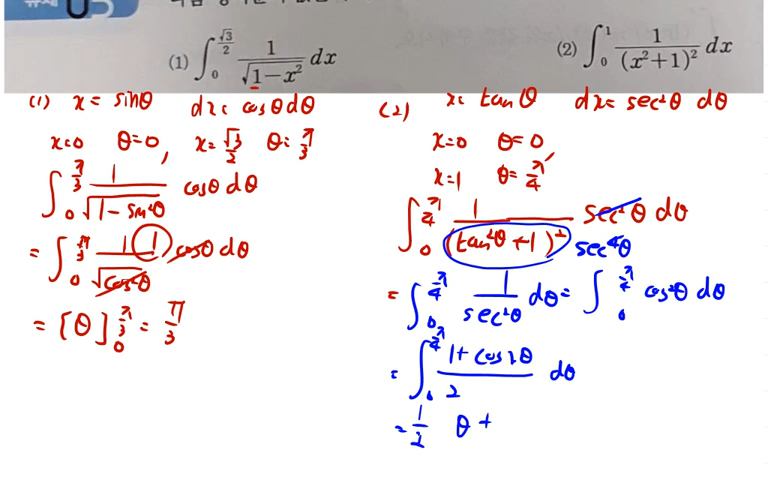 (1) ∫₀^{√3/2} 1/√(1−x²) dx
(2) ∫₀^1 1/(x²+1)² dx
(1) x = sinθ dx = cosθ dθ
x=0 θ=0, x=√3/2 θ=π/3
∫₀^{π/3} 1/√(1−sin²θ) cosθ dθ
= ∫₀^{π/3} 1/√(cos²θ) 1 cosθ dθ
= [θ]₀^{π/3} = π/3
(2) x = tanθ dx = sec²θ dθ
x=0 θ=0,
x=1 θ=π/4
∫₀^{π/4} 1/(tan²θ+1)² sec²θ dθ
sec⁴θ
= ∫₀^{π/4} 1/sec²θ dθ = ∫₀^{π/4} cos²θ dθ
= ∫₀^{π/4} (1+cos2θ)/2 dθ
= 1/2 θ +